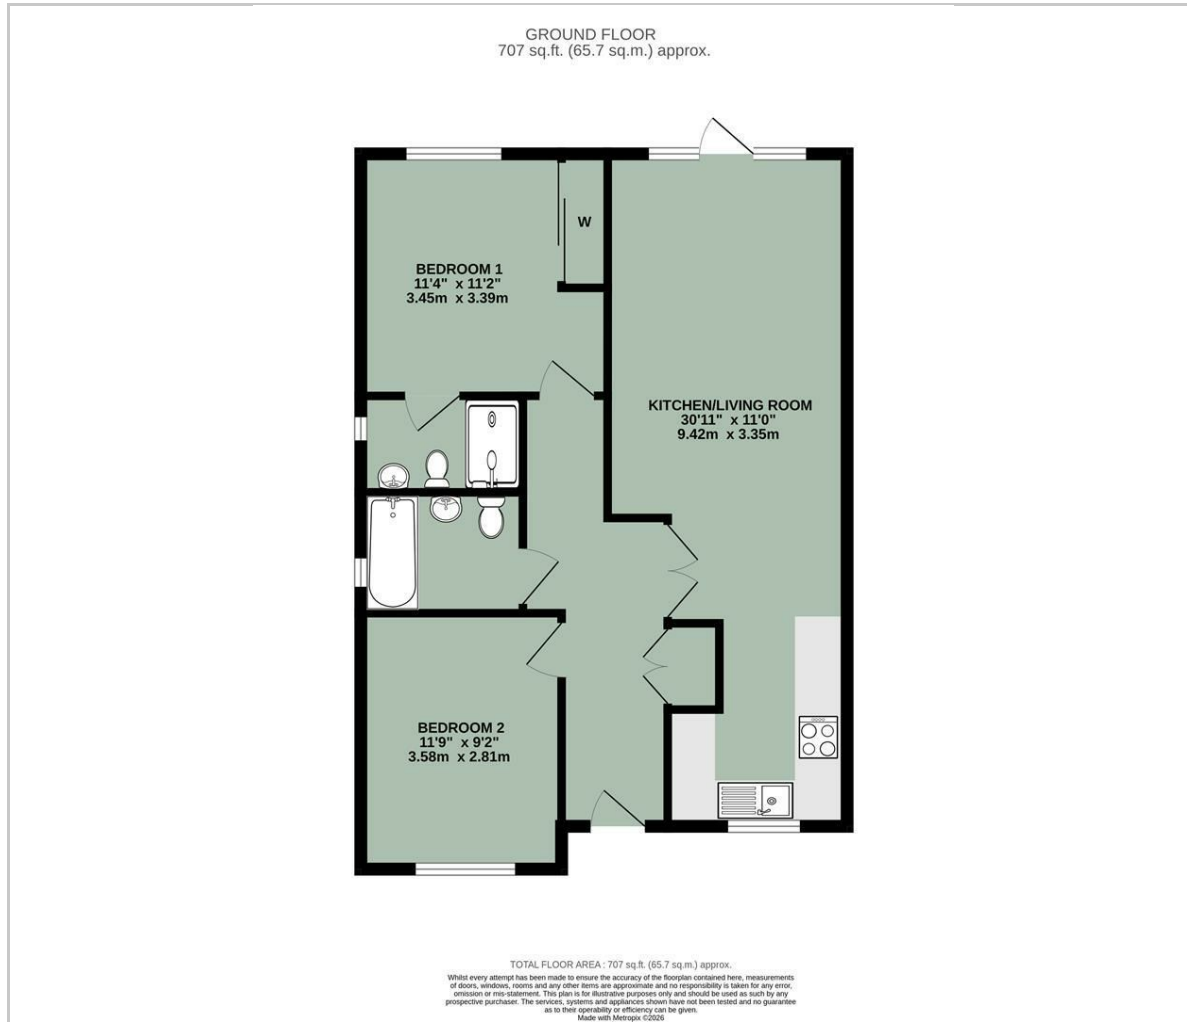 GROUND FLOOR
707 sq.ft. (65.7 sq.m.) approx.
W
BEDROOM 1
11'4" x 11'2"
3.45m x 3.39m
KITCHEN/LIVING ROOM
30'11" x 11'0"
9.42m x 3.35m
BEDROOM 2
11'9" x 9'2"
3.58m x 2.81m
TOTAL FLOOR AREA : 707 sq.ft. (65.7 sq.m.) approx.
Whilst every attempt has been made to ensure the accuracy of the floorplan contained here, measurements
of doors, windows, rooms and any other items are approximate and no responsibility is taken for any error,
omission or mis-statement. This plan is for illustrative purposes only and should be used as such by any
prospective purchaser. The services, systems and appliances shown have not been tested and no guarantee
as to their operability or efficiency can be given.
Made with Metropix ©2026